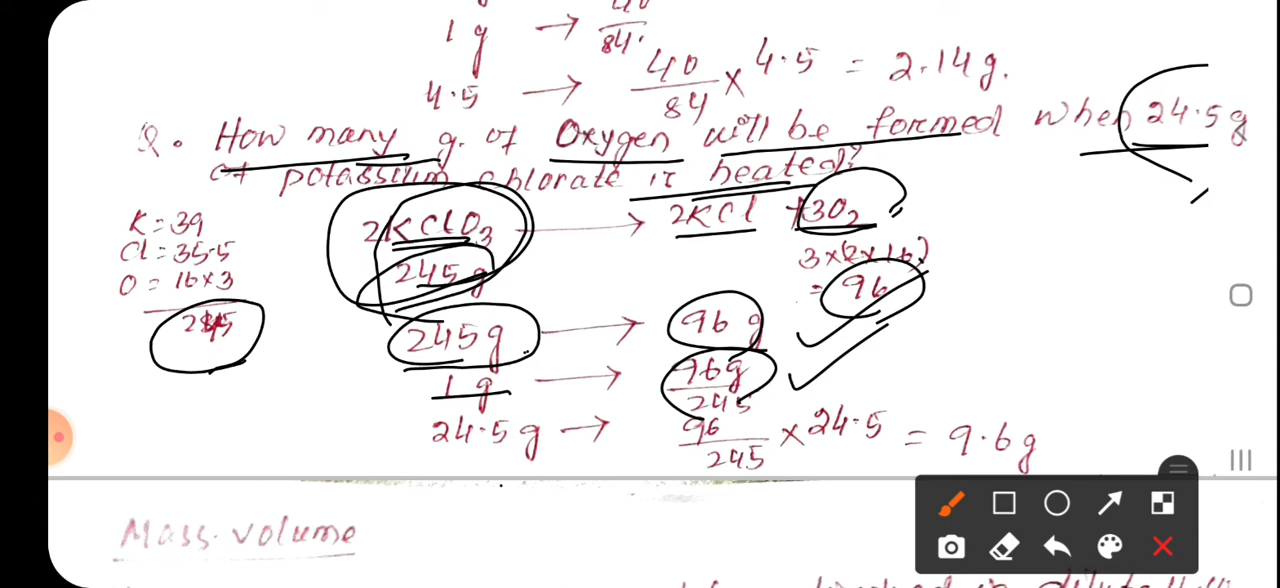 1 g → 40/84.
4.5 → 40/84 × 4.5 = 2.14 g.
Q. How many g. of Oxygen will be formed when 24.5 g
of potassium chlorate is heated?
2KClO3 → 2KCl + 3O2
K = 39
Cl = 35.5
O = 16 × 3
245
245 g
3 × (2 × 16)
= 96
245 g → 96 g
1 g → 96 g/245
24.5 g → 96/245 × 24.5 = 9.6 g
Mass-volume